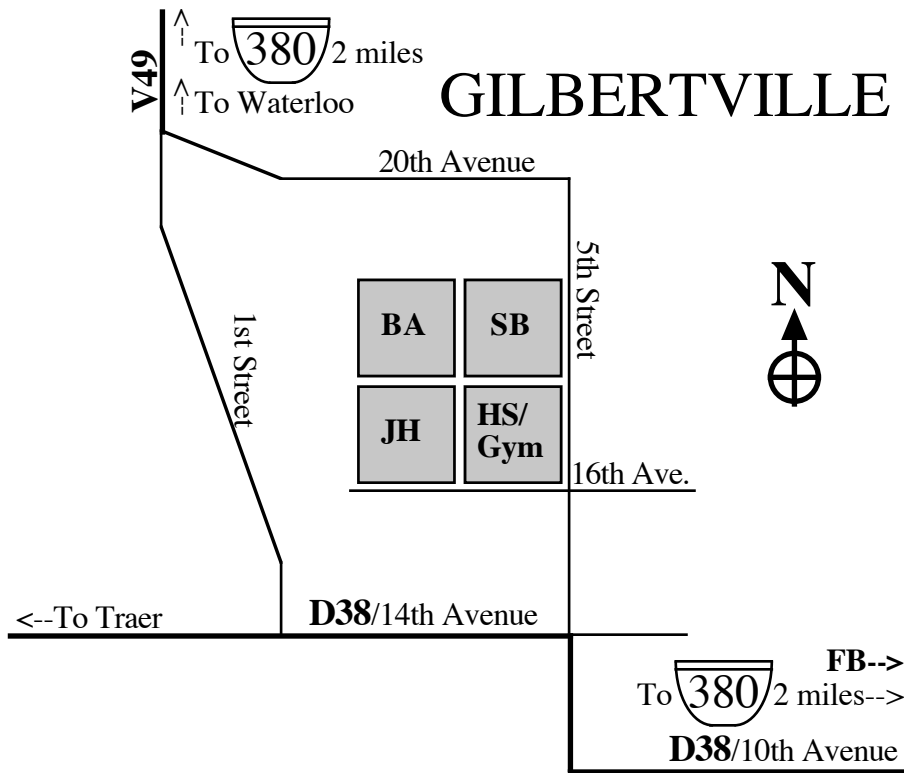 V49
To 380 2 miles
To Waterloo
GILBERTVILLE
20th Avenue
5th Street
N
1st Street
BA
SB
JH
HS/
Gym
16th Ave.
<--To Traer
D38/14th Avenue
FB-->
To 380 2 miles-->
D38/10th Avenue